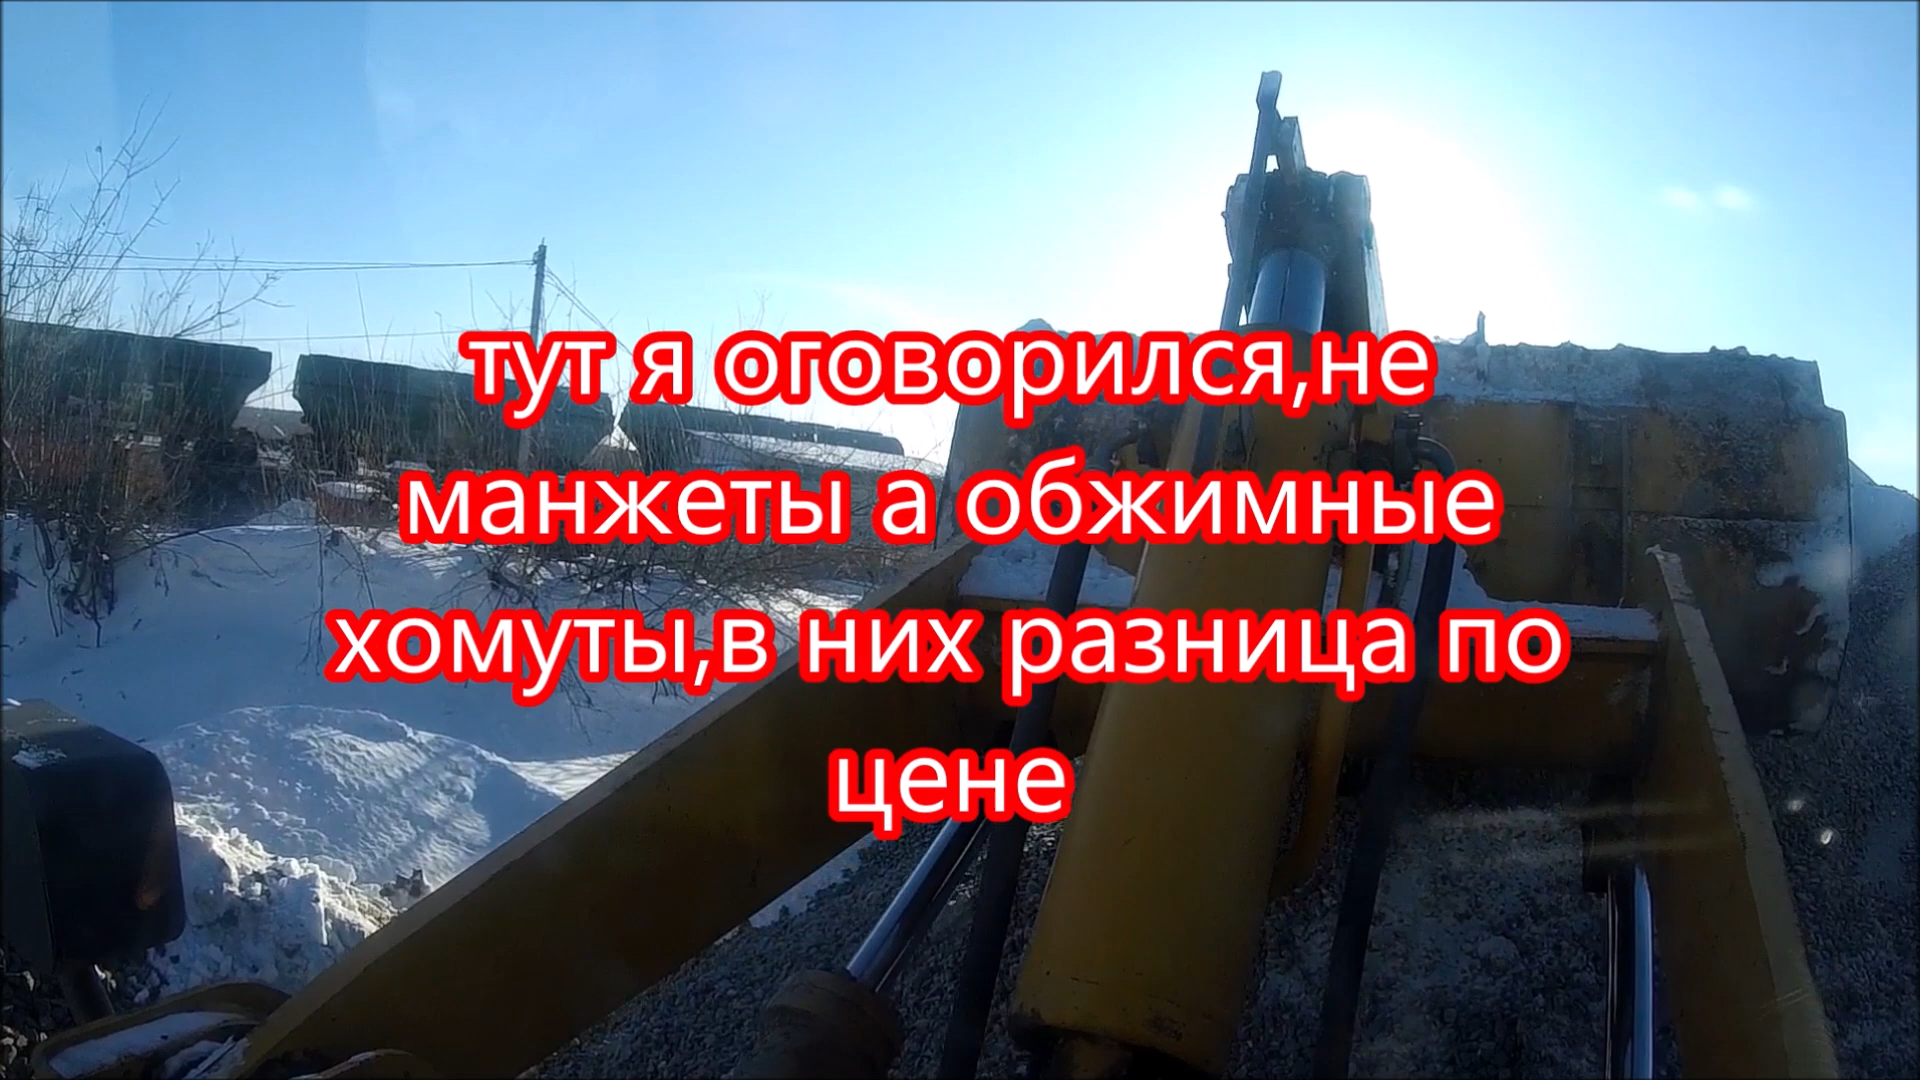 тут я оговорился,не
манжеты а обжимные
хомуты,в них разница по
цене